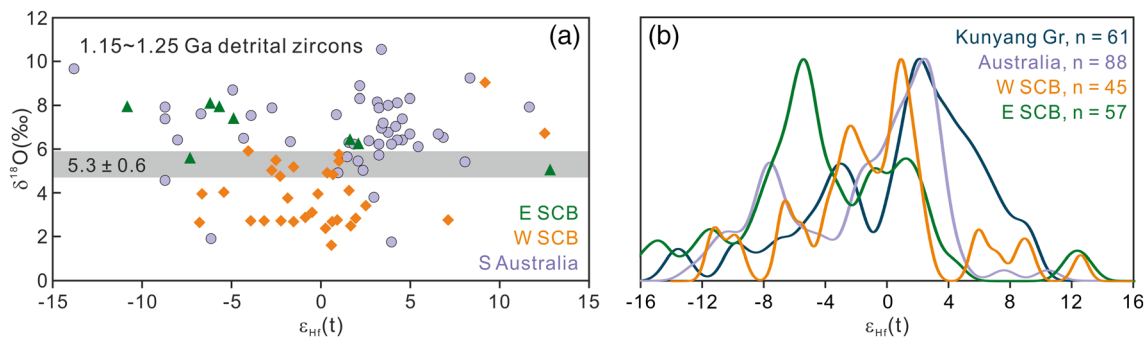 (a)
1.15~1.25 Ga detrital zircons
5.3 ± 0.6
E SCB
W SCB
S Australia
δ¹⁸O(‰)
12
10
8
6
4
2
0
-15
-10
-5
0
5
10
15
εHf(t)
(b)
Kunyang Gr, n = 61
Australia, n = 88
W SCB, n = 45
E SCB, n = 57
-16
-12
-8
-4
0
4
8
12
16
εHf(t)